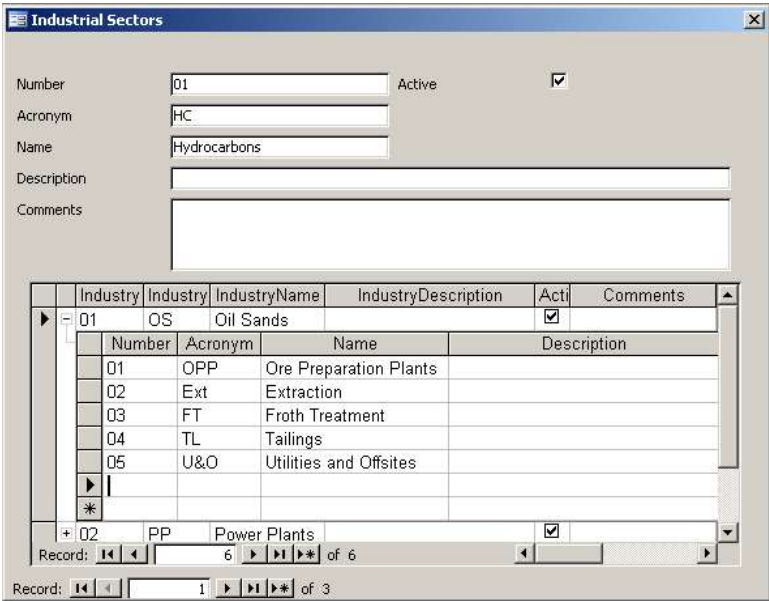 Industrial Sectors
Number 01 Active
Acronym HC
Name Hydrocarbons
Description
Comments
Industry Industry IndustryName IndustryDescription Acti Comments
01 OS Oil Sands
Number Acronym Name Description
01 OPP Ore Preparation Plants
02 Ext Extraction
03 FT Froth Treatment
04 TL Tailings
05 U&O Utilities and Offsites
02 PP Power Plants
Record: 6 of 6
Record: 1 of 3